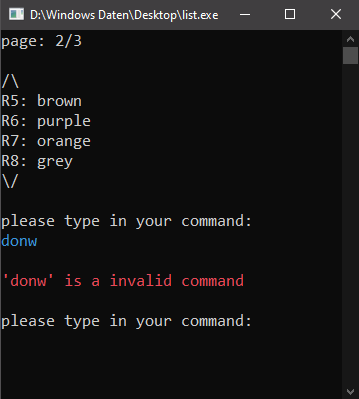 D:\Windows Daten\Desktop\list.exe
page: 2/3
/\
R5: brown
R6: purple
R7: orange
R8: grey
\/
please type in your command:
donw
'donw' is a invalid command
please type in your command: